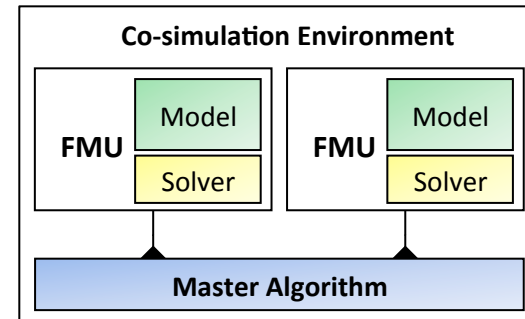 Co-simulation Environment
Model
FMU
Solver
Model
FMU
Solver
Master Algorithm